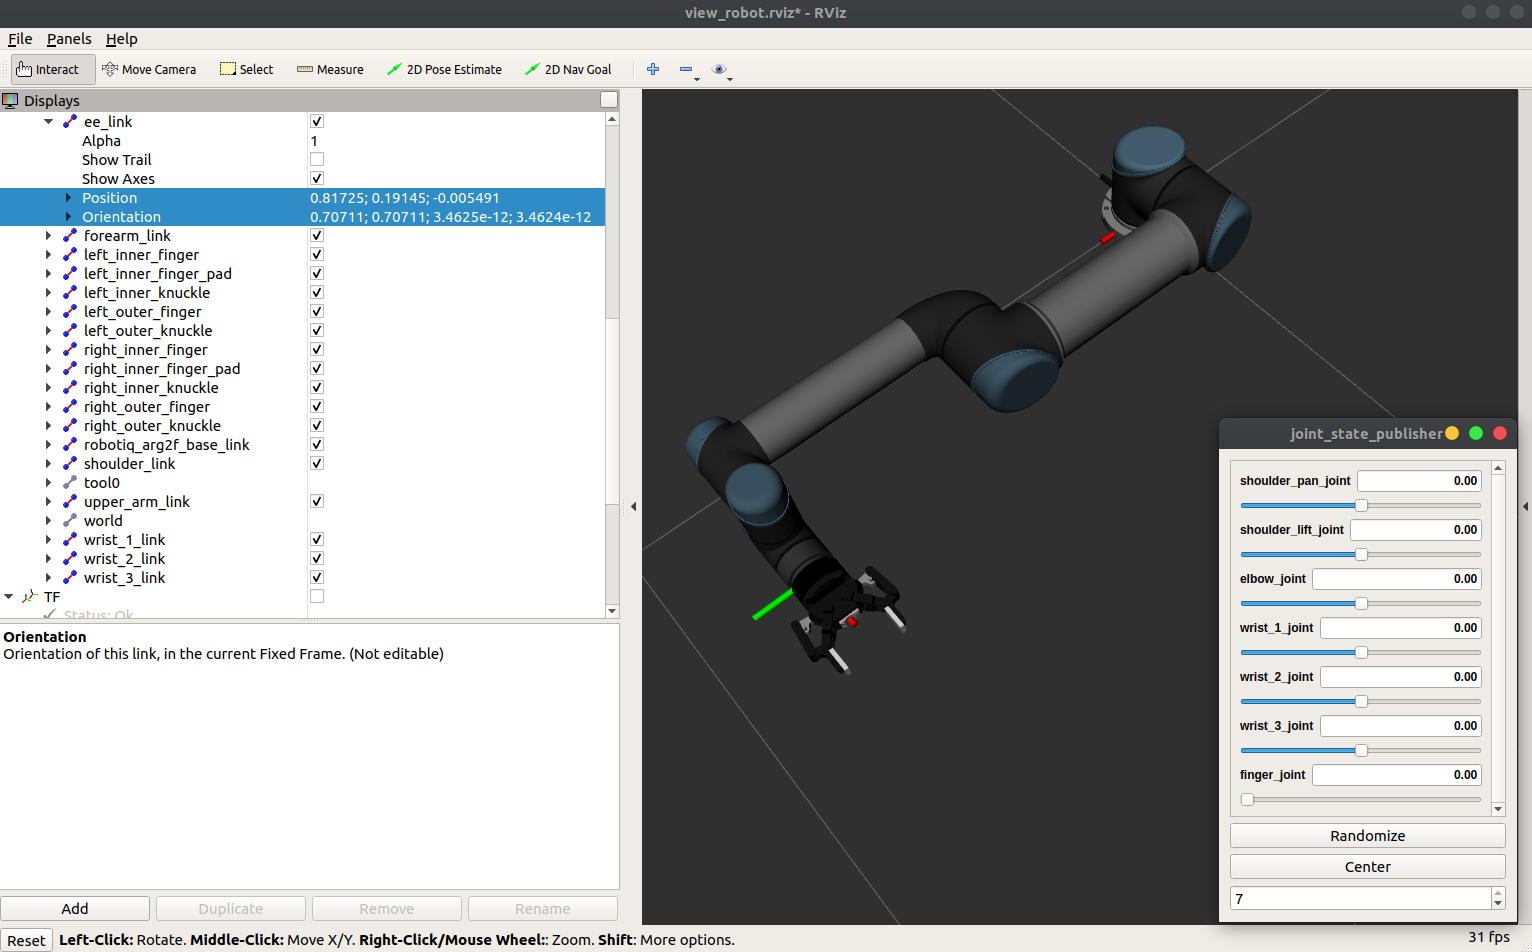 view_robot.rviz* - RViz
File Panels Help
Interact Move Camera Select Measure 2D Pose Estimate 2D Nav Goal
Displays
ee_link
Alpha 1
Show Trail
Show Axes
Position 0.81725; 0.19145; -0.005491
Orientation 0.70711; 0.70711; 3.4625e-12; 3.4624e-12
forearm_link
left_inner_finger
left_inner_finger_pad
left_inner_knuckle
left_outer_finger
left_outer_knuckle
right_inner_finger
right_inner_finger_pad
right_inner_knuckle
right_outer_finger
right_outer_knuckle
robotiq_arg2f_base_link
shoulder_link
tool0
upper_arm_link
world
wrist_1_link
wrist_2_link
wrist_3_link
TF
Status: Ok
Orientation
Orientation of this link, in the current Fixed Frame. (Not editable)
Add Duplicate Remove Rename
Reset Left-Click: Rotate. Middle-Click: Move X/Y. Right-Click/Mouse Wheel:: Zoom. Shift: More options.
31 fps
joint_state_publisher
shoulder_pan_joint 0.00
shoulder_lift_joint 0.00
elbow_joint 0.00
wrist_1_joint 0.00
wrist_2_joint 0.00
wrist_3_joint 0.00
finger_joint 0.00
Randomize
Center
7